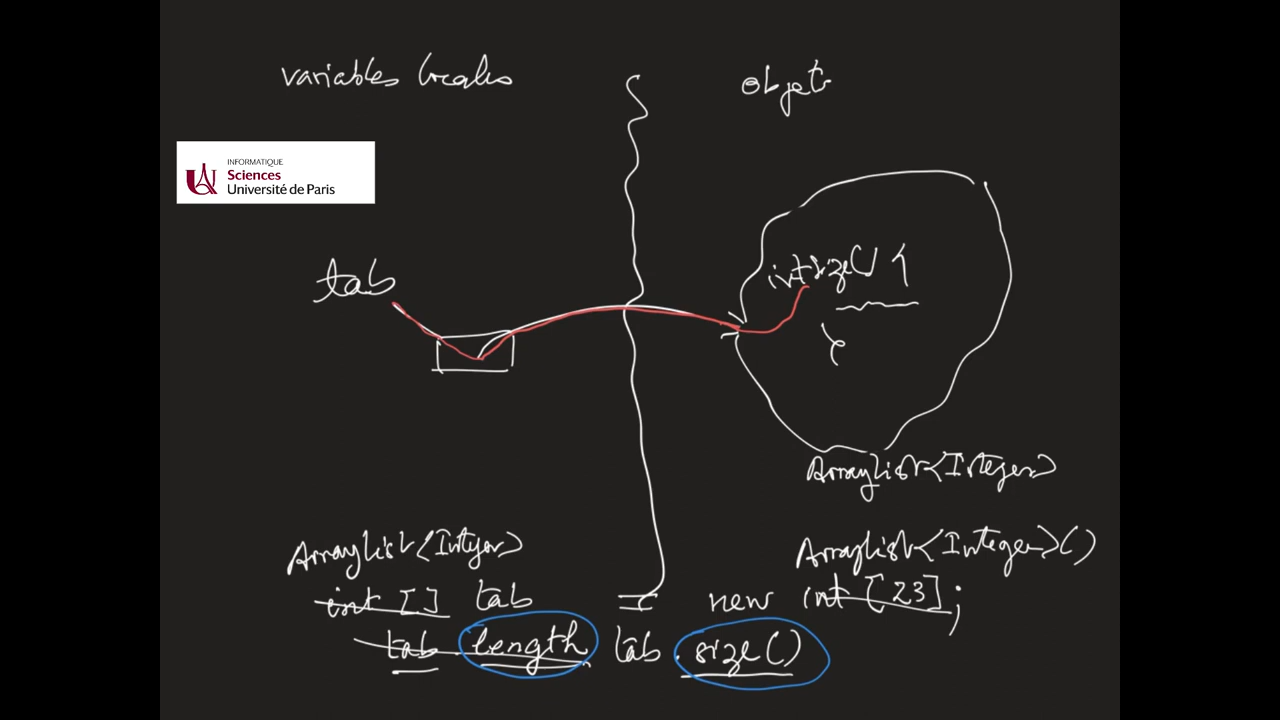 variables locales
objets
INFORMATIQUE
Sciences
Université de Paris
tab
int size() {
}
ArrayList<Integer>
ArrayList<Integer>
ArrayList<Integer>()
int [] tab = new int [23];
tab.length tab.size()